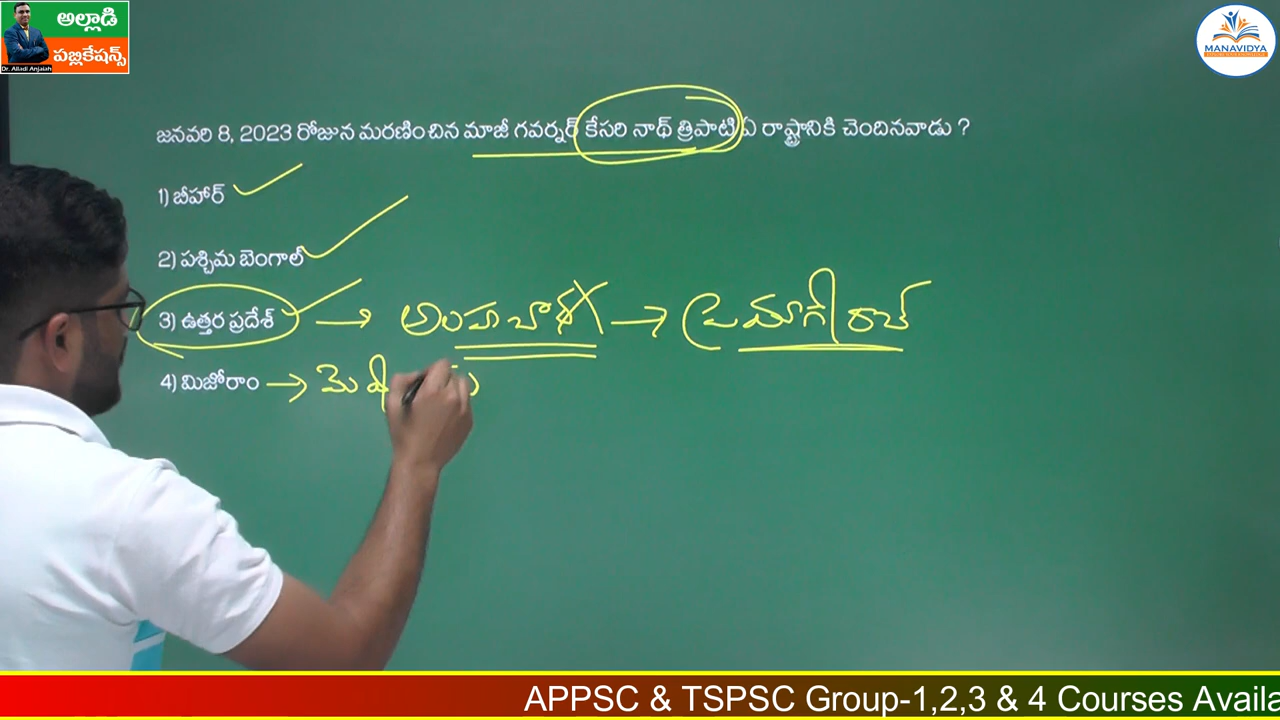 అల్లాడి
పబ్లికేషన్స్
Dr. Alladi Anjaiah
MANAVIDYA
జనవరి 8, 2023 రోజున మరణించిన మాజీ గవర్నర్ కేసరి నాథ్ త్రిపాటి ఏ రాష్ట్రానికి చెందినవాడు ?
1) బీహార్
2) పశ్చిమ బెంగాల్
3) ఉత్తర ప్రదేశ్ → అలహబాద్ → ప్రయాగ్ రాజ్
4) మిజోరాం →
APPSC & TSPSC Group-1,2,3 & 4 Courses Availa